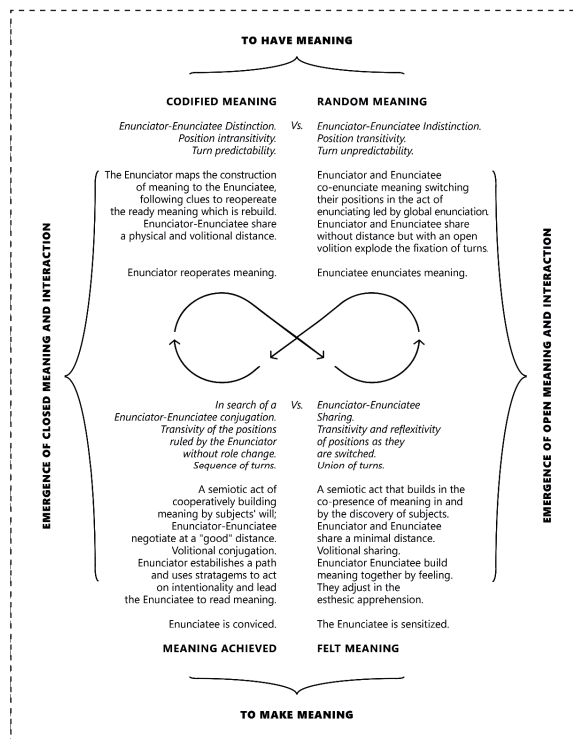 TO HAVE MEANING
CODIFIED MEANING
Enunciator-Enunciatee Distinction.
Position intransitivity.
Turn predictability.
The Enunciator maps the construction
of meaning to the Enunciatee,
following clues to reopereate
the ready meaning which is rebuild.
Enunciator-Enunciatee share
a physical and volitional distance.
Enunciator reoperates meaning.
Vs.
RANDOM MEANING
Enunciator-Enunciatee Indistinction.
Position transitivity.
Turn unpredictability.
Enunciator and Enunciatee
co-enunciate meaning switching
their positions in the act of
enunciating led by global enunciation.
Enunciator and Enunciatee share
without distance but with an open
volition explode the fixation of turns.
Enunciatee enunciates meaning.
EMERGENCE OF CLOSED MEANING AND INTERACTION
EMERGENCE OF OPEN MEANING AND INTERACTION
In search of a
Enunciator-Enunciatee conjugation.
Transivity of the positions
ruled by the Enunciator
without role change.
Sequence of turns.
A semiotic act of
cooperatively building
meaning by subjects' will;
Enunciator-Enunciatee
negotiate at a "good" distance.
Volitional conjugation.
Enunciator estabilishes a path
and uses stratagems to act
on intentionality and lead
the Enunciatee to read meaning.
Enunciatee is conviced.
MEANING ACHIEVED
Vs.
Enunciator-Enunciatee
Sharing.
Transitivity and reflexitivity
of positions as they
are switched.
Union of turns.
A semiotic act that builds in the
co-presence of meaning in and
by the discovery of subjects.
Enunciator and Enunciatee
share a minimal distance.
Volitional sharing.
Enunciator Enunciatee build
meaning together by feeling.
They adjust in the
esthesic apprehension.
The Enunciatee is sensitized.
FELT MEANING
TO MAKE MEANING